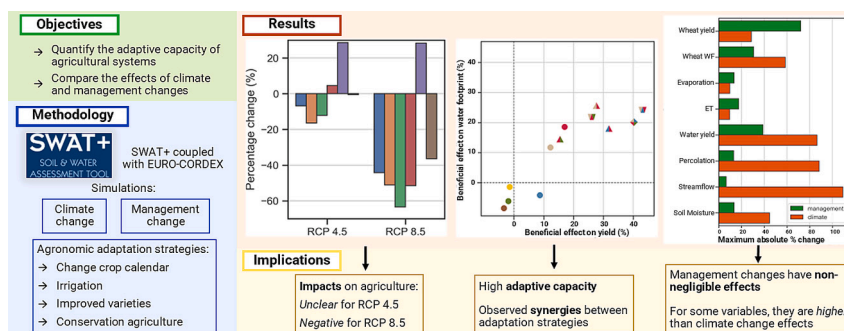 Objectives
→ Quantify the adaptive capacity of
agricultural systems
→ Compare the effects of climate
and management changes
Methodology
SWAT+
SOIL & WATER
ASSESSMENT TOOL
SWAT+ coupled
with EURO-CORDEX
Simulations:
Climate
change
Management
change
Agronomic adaptation strategies:
→ Change crop calendar
→ Irrigation
→ Improved varieties
→ Conservation agriculture
Results
Percentage change (%)
20
0
−20
−40
−60
RCP 4.5
RCP 8.5
Beneficial effect on water footprint (%)
40
30
20
10
0
0
10
20
30
40
Beneficial effect on yield (%)
Wheat yield
Wheat WF
Evaporation
ET
Water yield
Percolation
Streamflow
Soil Moisture
management
climate
0
20
40
60
80
100
Maximum absolute % change
Implications
Impacts on agriculture:
Unclear for RCP 4.5
Negative for RCP 8.5
High adaptive capacity
Observed synergies between
adaptation strategies
Management changes have non-
negligible effects
For some variables, they are higher
than climate change effects